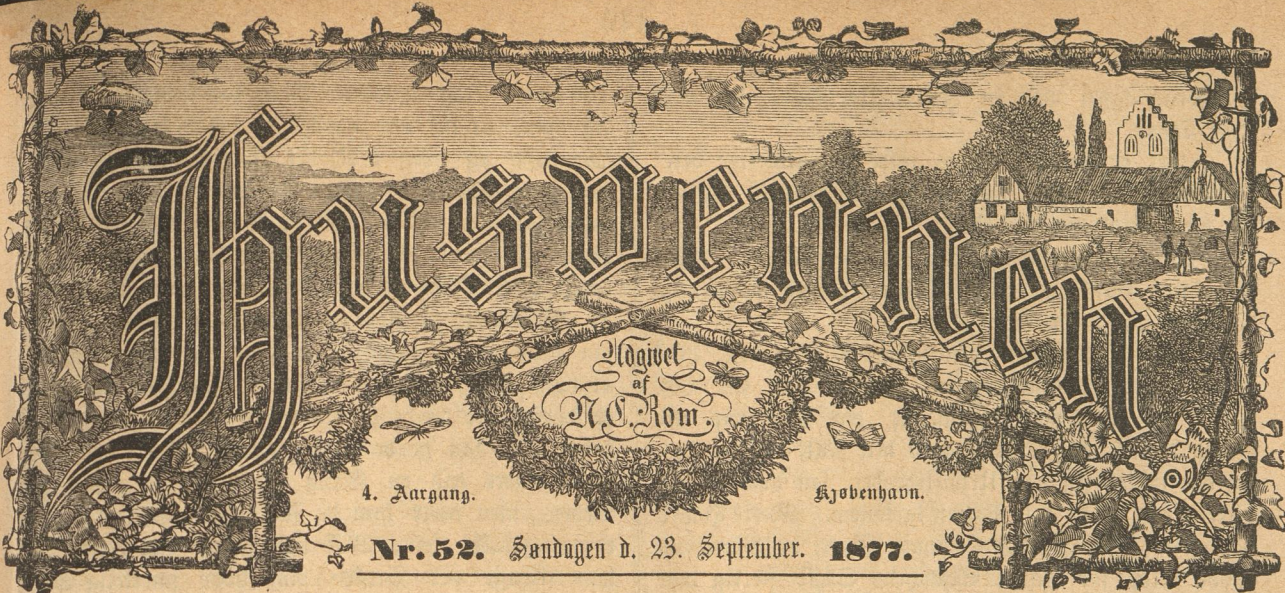 Husvennen
Udgivet
af
N. C. Rom.
4. Aargang.
Kjøbenhavn.
Nr. 52. Søndagen d. 23. September. 1877.